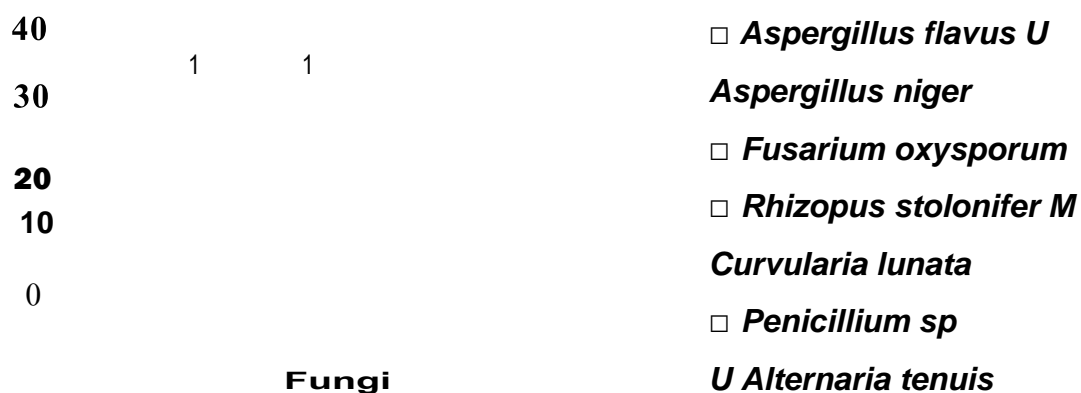 40
1 1
30
20
10
0
Fungi
□ Aspergillus flavus U
Aspergillus niger
□ Fusarium oxysporum
□ Rhizopus stolonifer M
Curvularia lunata
□ Penicillium sp
U Alternaria tenuis